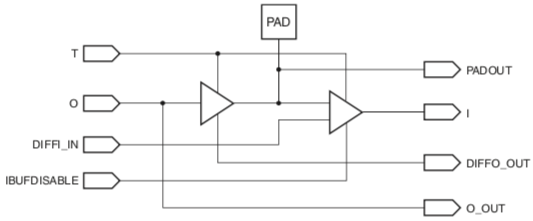 PAD
T
PADOUT
O
I
DIFFI_IN
DIFFO_OUT
IBUFDISABLE
O_OUT